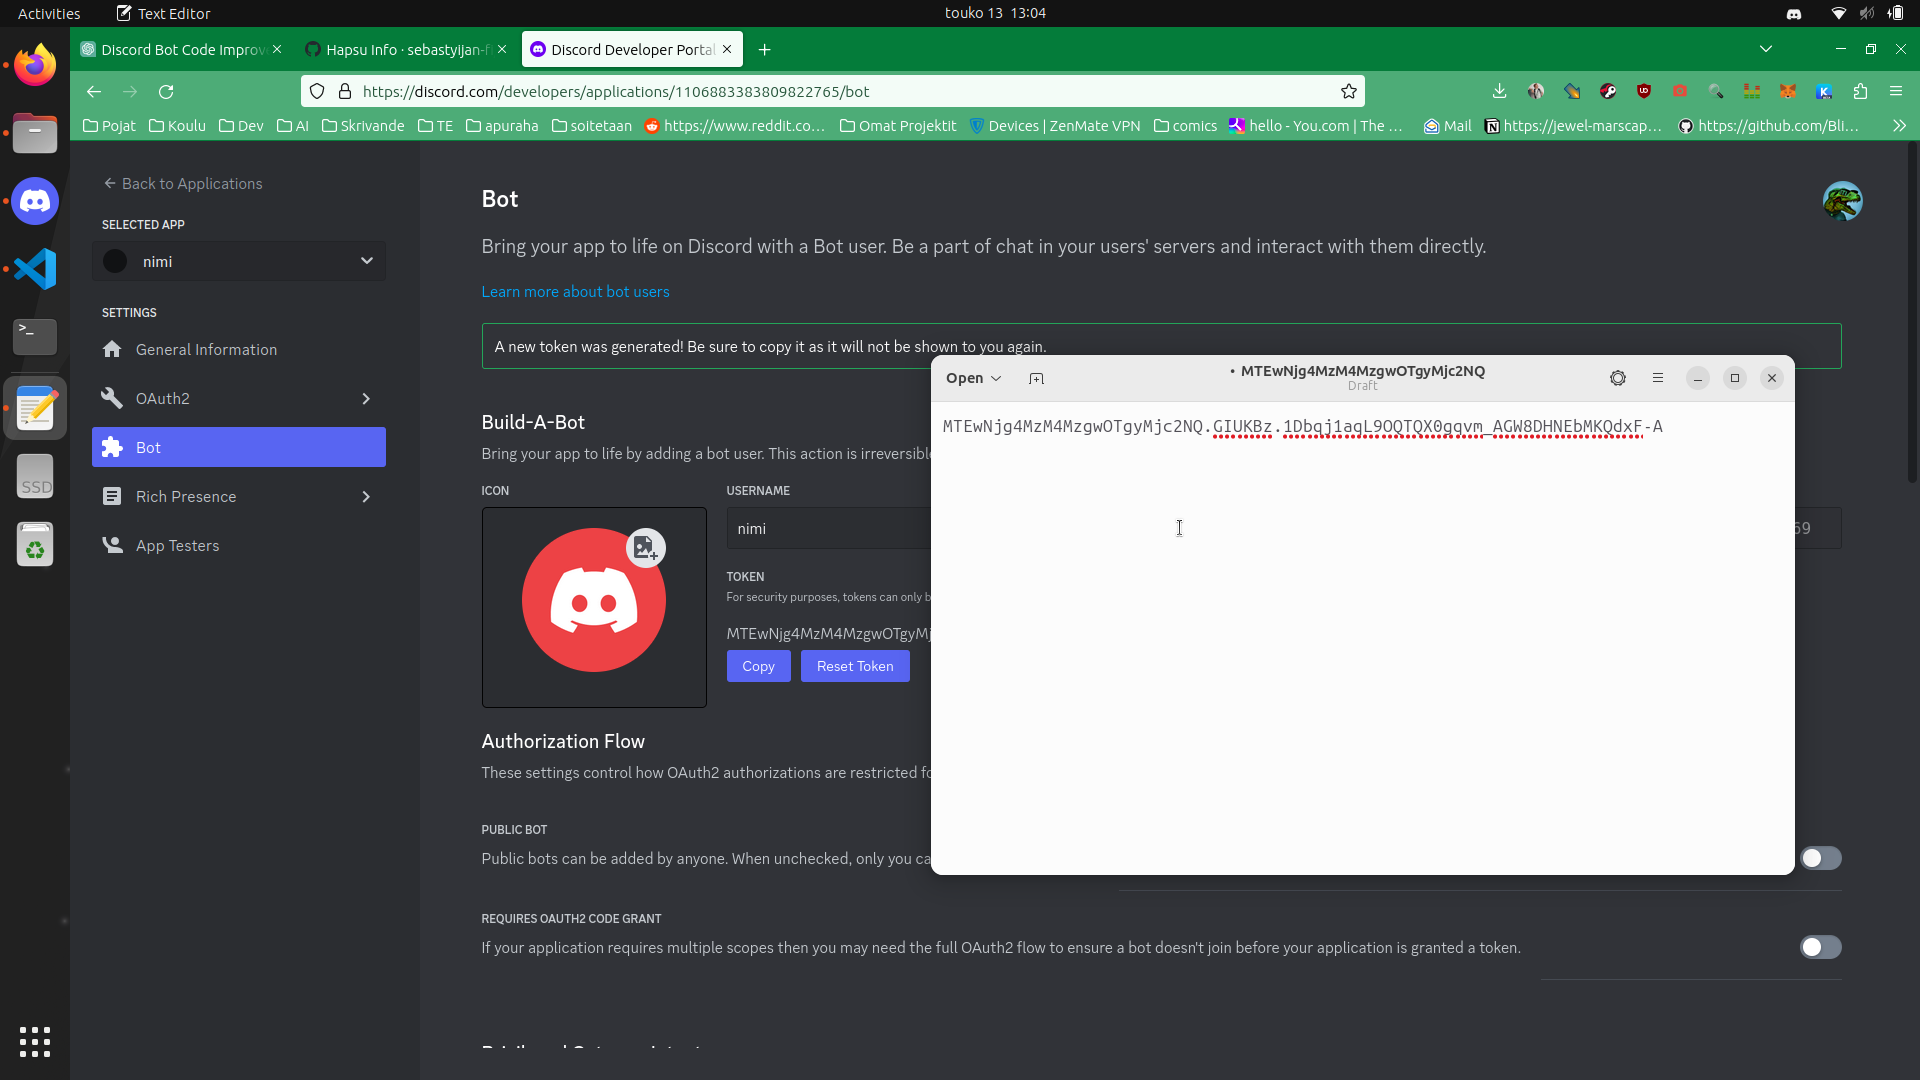 Activities
Text Editor
touko 13 13:04
Discord Bot Code Improv
Hapsu Info · sebastyijan-f
Discord Developer Portal
https://discord.com/developers/applications/1106883383809822765/bot
Pojat
Koulu
Dev
AI
Skrivande
TE
apuraha
soitetaan
https://www.reddit.co…
Omat Projektit
Devices | ZenMate VPN
comics
hello - You.com | The …
Mail
https://jewel-marscap…
https://github.com/Bli…
Back to Applications
SELECTED APP
nimi
SETTINGS
General Information
OAuth2
Bot
Rich Presence
App Testers
SSD
Bot
Bring your app to life on Discord with a Bot user. Be a part of chat in your users' servers and interact with them directly.
Learn more about bot users
A new token was generated! Be sure to copy it as it will not be shown to you again.
Build-A-Bot
Bring your app to life by adding a bot user. This action is irreversibl
ICON
USERNAME
nimi
TOKEN
For security purposes, tokens can only b
MTEwNjg4MzM4MzgwOTgyMj
Copy
Reset Token
Authorization Flow
These settings control how OAuth2 authorizations are restricted fo
PUBLIC BOT
Public bots can be added by anyone. When unchecked, only you ca
REQUIRES OAUTH2 CODE GRANT
If your application requires multiple scopes then you may need the full OAuth2 flow to ensure a bot doesn't join before your application is granted a token.
Open
• MTEwNjg4MzM4MzgwOTgyMjc2NQ
Draft
MTEwNjg4MzM4MzgwOTgyMjc2NQ.GIUKBz.1Dbqj1aqL9OQTQX0gqvm_AGW8DHNEbMKQdxF-A